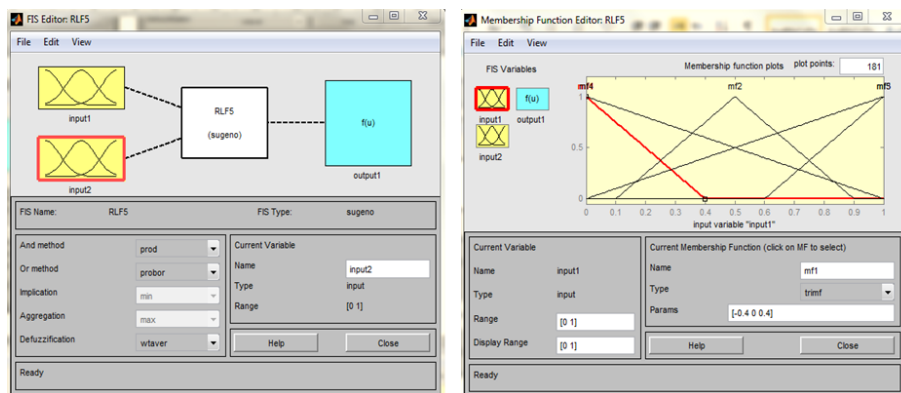 FIS Editor: RLF5
File Edit View
input1
RLF5
(sugeno)
f(u)
input2
output1
FIS Name: RLF5 FIS Type: sugeno
And method prod
Or method probor
Implication min
Aggregation max
Defuzzification wtaver
Current Variable
Name input2
Type input
Range [0 1]
Help Close
Ready
Membership Function Editor: RLF5
File Edit View
FIS Variables
Membership function plots plot points: 181
f(u)
input1 output1
input2
mf4 mf2 mf5
1
0.5
0
0 0.1 0.2 0.3 0.4 0.5 0.6 0.7 0.8 0.9 1
input variable "input1"
Current Variable
Name input1
Type input
Range [0 1]
Display Range [0 1]
Current Membership Function (click on MF to select)
Name mf1
Type trimf
Params [-0.4 0 0.4]
Help Close
Ready